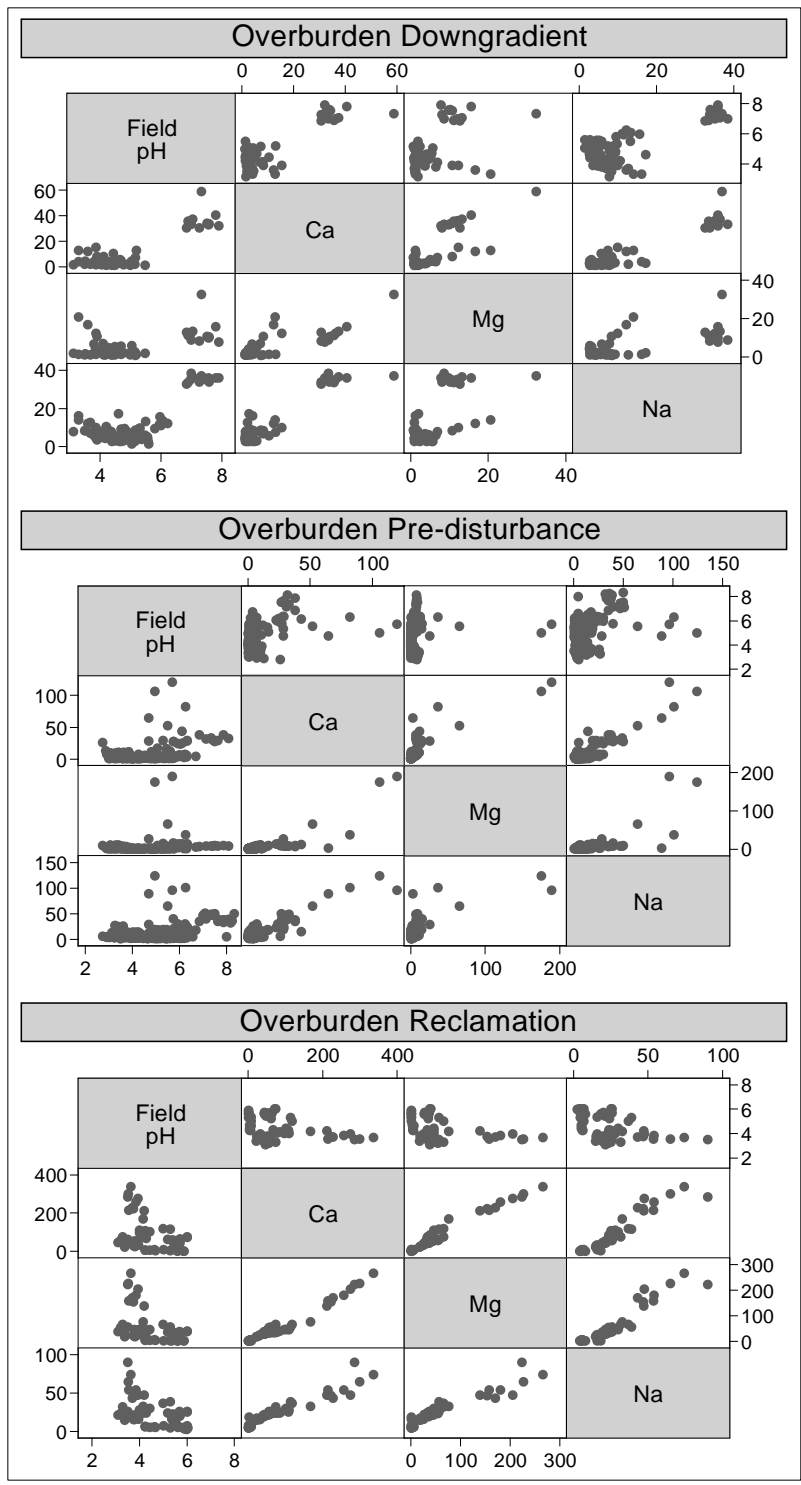 Overburden Downgradient
0 20 40 60 0 20 40
Field
pH
8
6
4
60
40
20
0
Ca
Mg
40
20
0
40
20
0
Na
4 6 8 0 20 40
Overburden Pre-disturbance
0 50 100 0 50 100 150
Field
pH
8
6
4
2
100
50
0
Ca
Mg
200
100
0
150
100
50
0
Na
2 4 6 8 0 100 200
Overburden Reclamation
0 200 400 0 50 100
Field
pH
8
6
4
2
400
200
0
Ca
Mg
300
200
100
0
100
50
0
Na
2 4 6 8 0 100 200 300